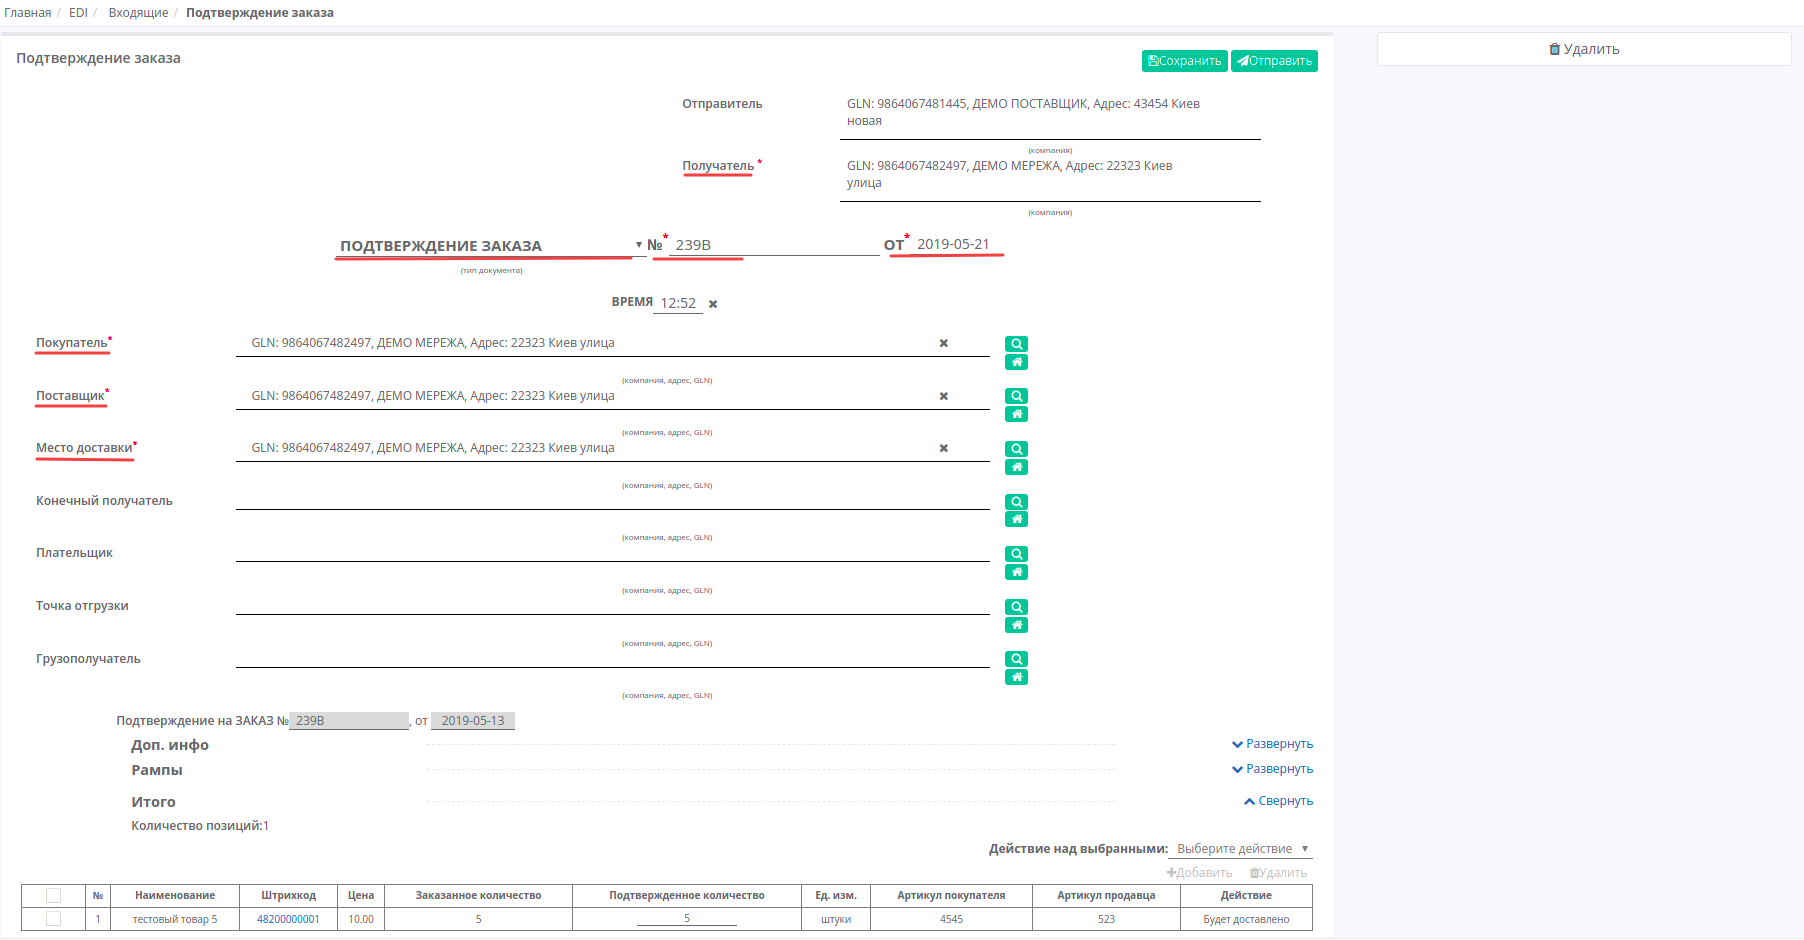 Главная / EDI / Входящие / Подтверждение заказа
Удалить
Подтверждение заказа
Сохранить Отправить
Отправитель GLN: 9864067481445, ДЕМО ПОСТАВЩИК, Адрес: 43454 Киев
новая
(компания)
Получатель * GLN: 9864067482497, ДЕМО МЕРЕЖА, Адрес: 22323 Киев
улица
(компания)
ПОДТВЕРЖДЕНИЕ ЗАКАЗА №* 239В ОТ* 2019-05-21
(тип документа)
ВРЕМЯ 12:52
Покупатель* GLN: 9864067482497, ДЕМО МЕРЕЖА, Адрес: 22323 Киев улица
(компания, адрес, GLN)
Поставщик* GLN: 9864067482497, ДЕМО МЕРЕЖА, Адрес: 22323 Киев улица
(компания, адрес, GLN)
Место доставки* GLN: 9864067482497, ДЕМО МЕРЕЖА, Адрес: 22323 Киев улица
(компания, адрес, GLN)
Конечный получатель
(компания, адрес, GLN)
Плательщик
(компания, адрес, GLN)
Точка отгрузки
(компания, адрес, GLN)
Грузополучатель
(компания, адрес, GLN)
Подтверждение на ЗАКАЗ № 239В , от 2019-05-13
Доп. инфо Развернуть
Рампы Развернуть
Итого Свернуть
Количество позиций:1
Действие над выбранными: Выберите действие
Добавить Удалить
№ Наименование Штрихкод Цена Заказанное количество Подтвержденное количество Ед. изм. Артикул покупателя Артикул продавца Действие
1 тестовый товар 5 48200000001 10.00 5 5 штуки 4545 523 Будет доставлено